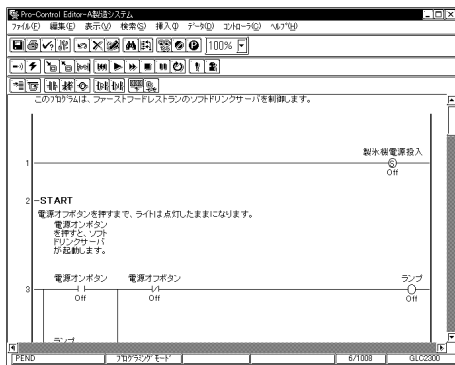 Pro-Control Editor-A製造システム
ファイル(F) 編集(E) 表示(V) 検索(S) 挿入(I) データ(D) コントローラ(C) ヘルプ(H)
100%
このプログラムは、ファーストフードレストランのソフトドリンクサーバを制御します。
製氷機電源投入
1
S
Off
2 START
電源オフボタンを押すまで、ライトは点灯したままになります。
電源オンボタン
を押すと、ソフト
ドリンクサーバ
が起動します。
電源オンボタン 電源オフボタン ランプ
3
Off Off Off
ランプ
PEND プログラミング モード 6/1008 GLC2300